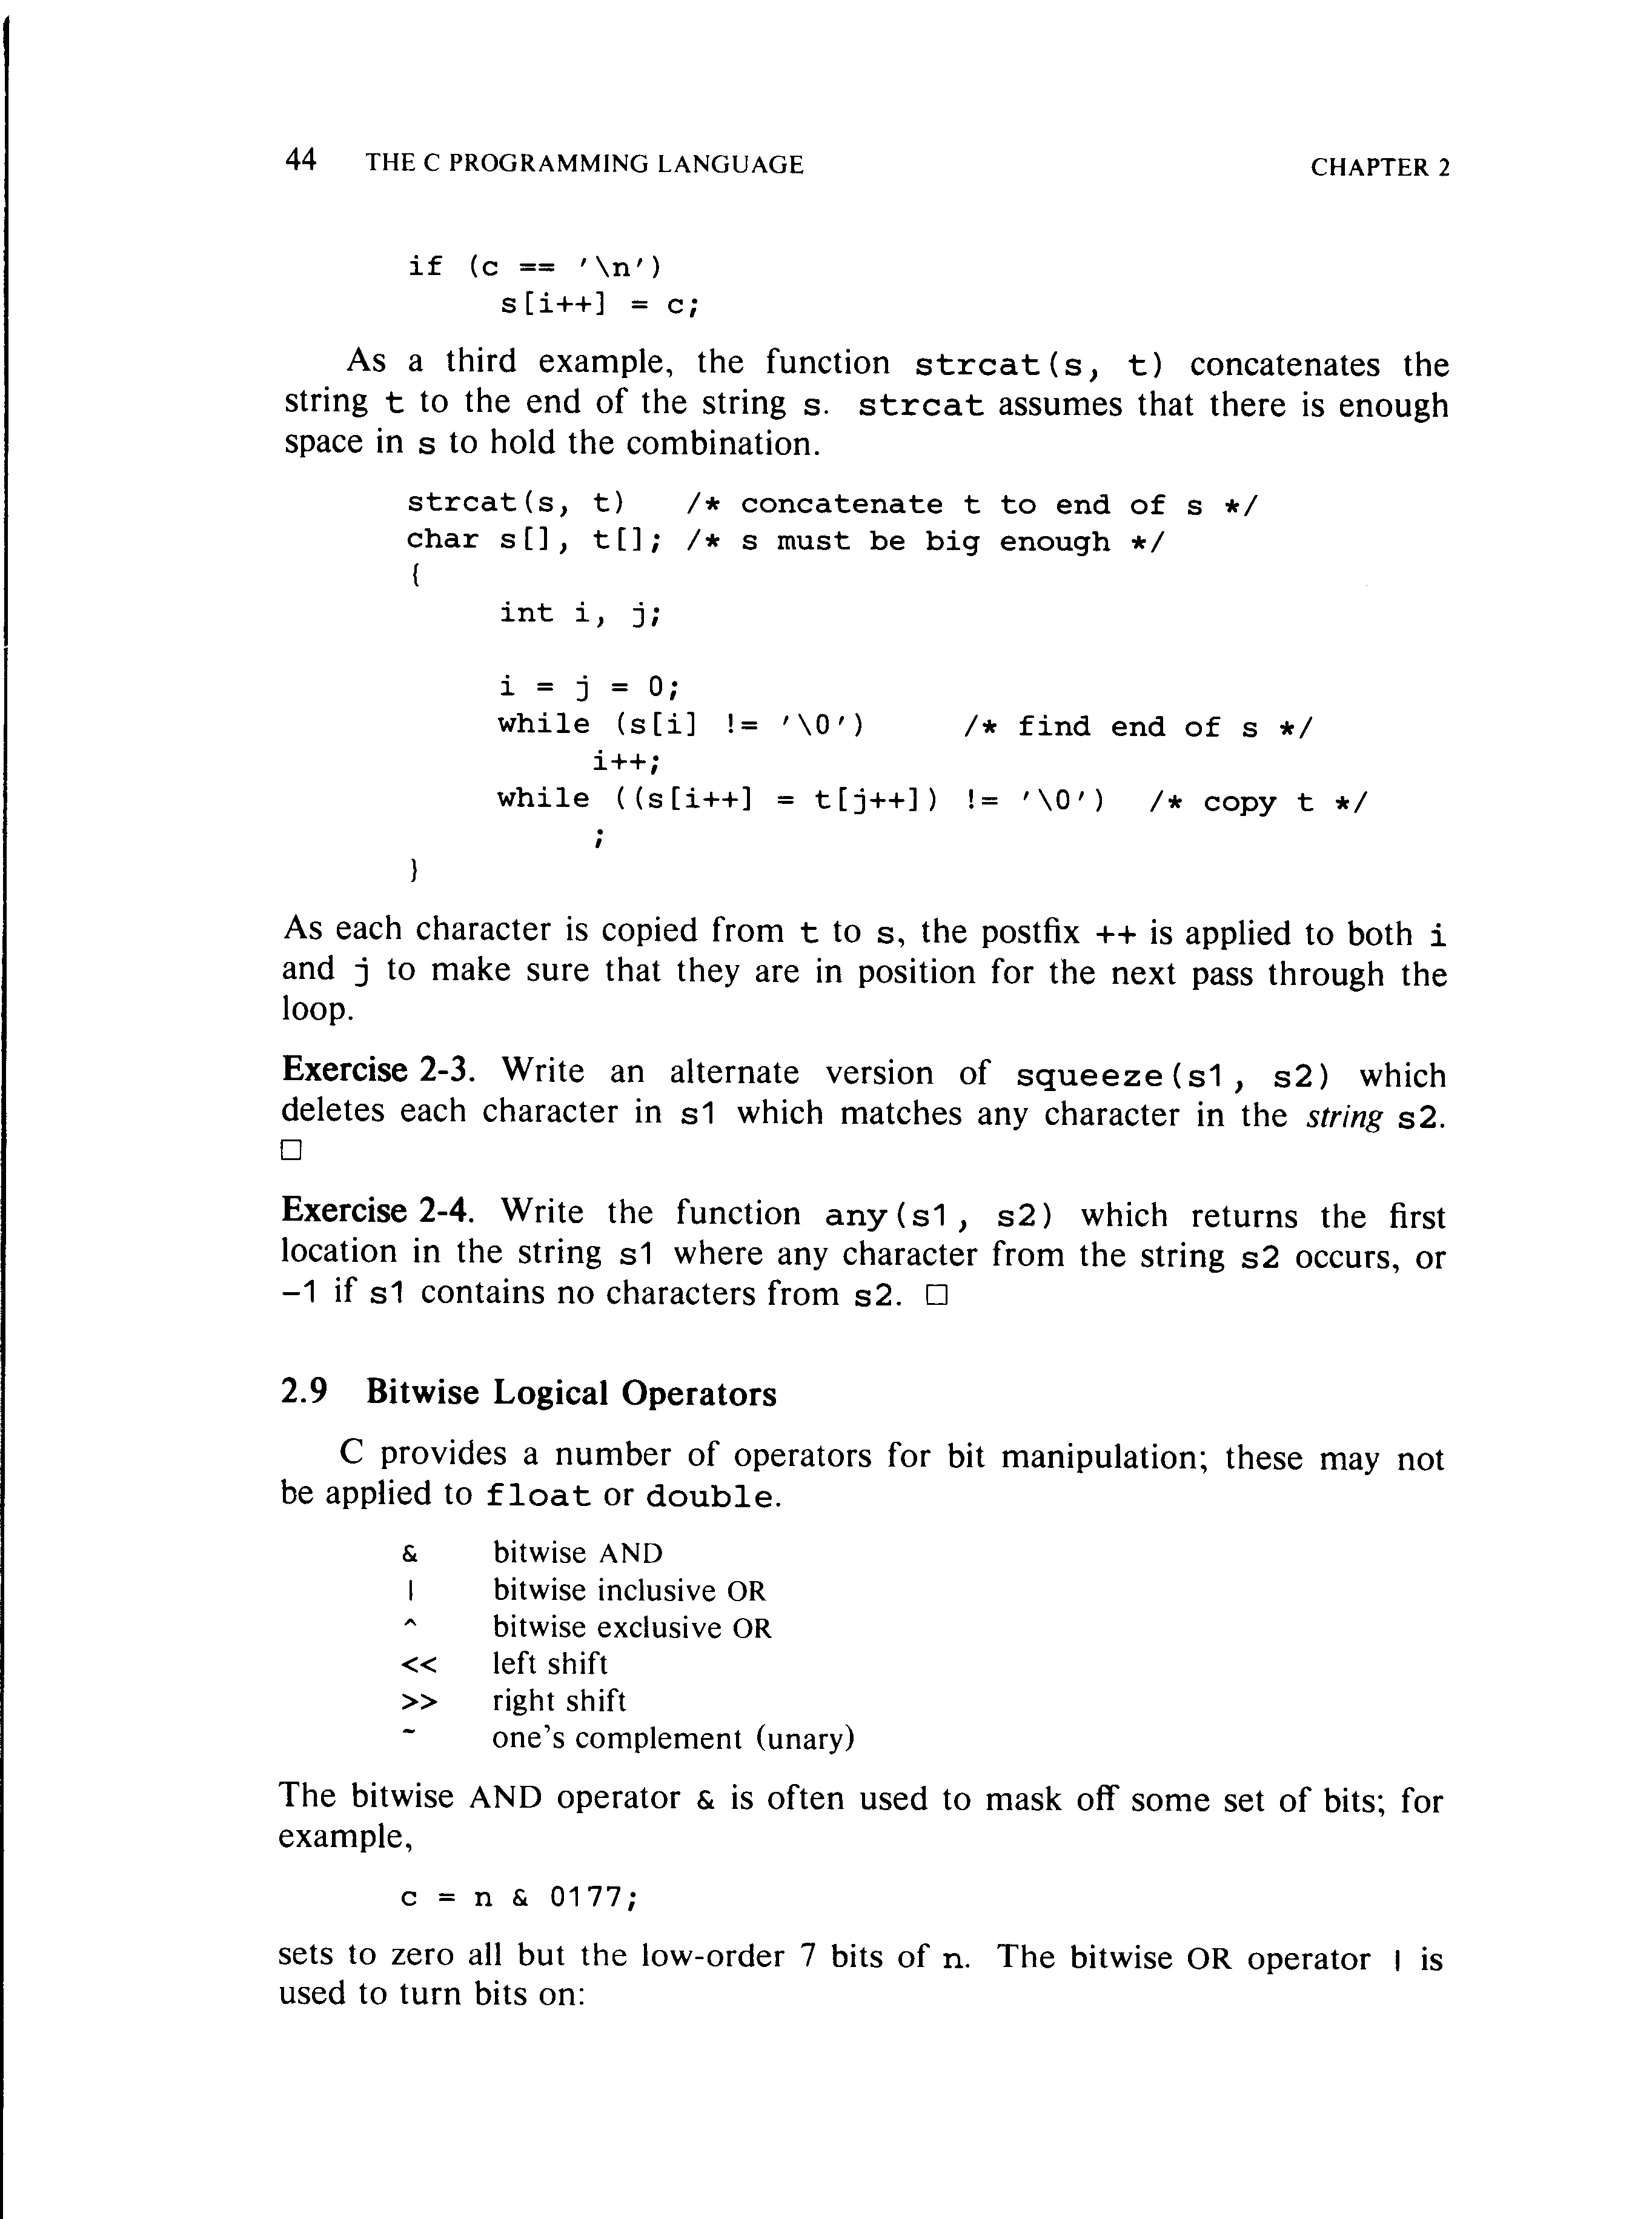 44 THE C PROGRAMMING LANGUAGE CHAPTER 2
if (c == '\n')
s[i++] = c;
As a third example, the function strcat(s, t) concatenates the
string t to the end of the string s. strcat assumes that there is enough
space in s to hold the combination.
strcat(s, t) /* concatenate t to end of s */
char s[], t[]; /* s must be big enough */
{
int i, j;
i = j = 0;
while (s[i] != '\0') /* find end of s */
i++;
while ((s[i++] = t[j++]) != '\0') /* copy t */
;
}
As each character is copied from t to s, the postfix ++ is applied to both i
and j to make sure that they are in position for the next pass through the
loop.
Exercise 2-3. Write an alternate version of squeeze(s1, s2) which
deletes each character in s1 which matches any character in the string s2.
□
Exercise 2-4. Write the function any(s1, s2) which returns the first
location in the string s1 where any character from the string s2 occurs, or
−1 if s1 contains no characters from s2. □
2.9 Bitwise Logical Operators
C provides a number of operators for bit manipulation; these may not
be applied to float or double.
& bitwise AND
| bitwise inclusive OR
^ bitwise exclusive OR
<< left shift
>> right shift
~ one's complement (unary)
The bitwise AND operator & is often used to mask off some set of bits; for
example,
c = n & 0177;
sets to zero all but the low-order 7 bits of n. The bitwise OR operator | is
used to turn bits on: